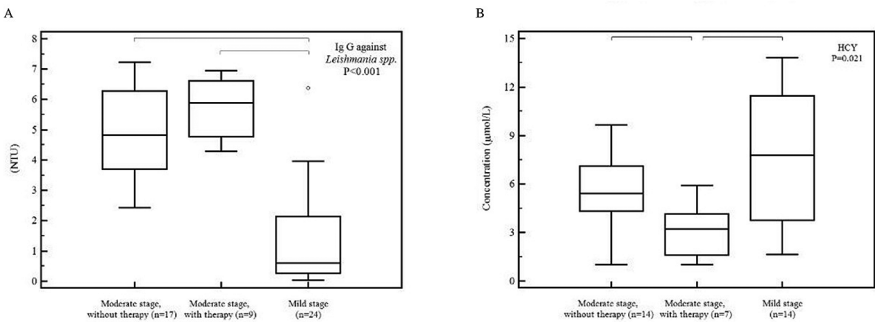 A
B
8
7
6
5
4
3
2
1
0
(NTU)
Ig G against
Leishmania spp.
P<0.001
Moderate stage,
without therapy (n=17)
Moderate stage,
with therapy (n=9)
Mild stage
(n=24)
15
12
9
6
3
0
Concentration (μmol/L)
HCY
P=0.021
Moderate stage,
without therapy (n=14)
Moderate stage,
with therapy (n=7)
Mild stage
(n=14)